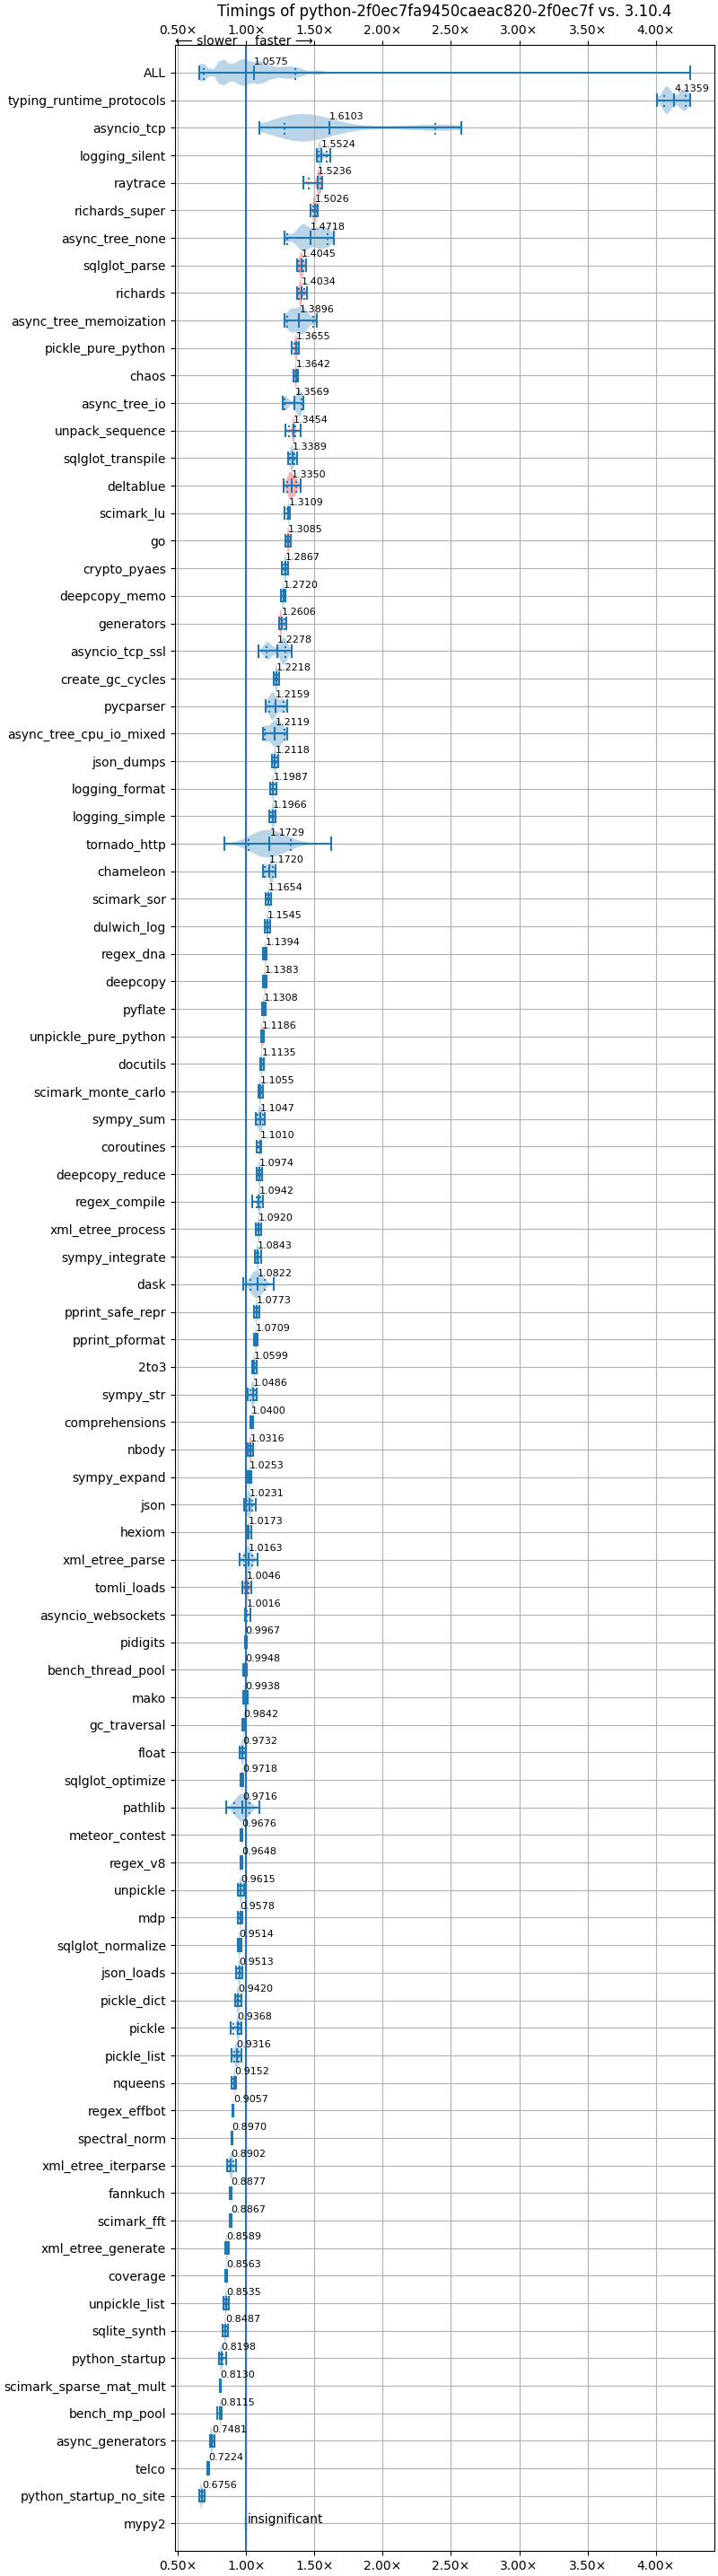 Timings of python-2f0ec7fa9450caeac820-2f0ec7f vs. 3.10.4
0.50× 1.00× 1.50× 2.00× 2.50× 3.00× 3.50× 4.00×
⟵ slower faster ⟶
ALL 1.0575
typing_runtime_protocols 4.1359
asyncio_tcp 1.6103
logging_silent 1.5524
raytrace 1.5236
richards_super 1.5026
async_tree_none 1.4718
sqlglot_parse 1.4045
richards 1.4034
async_tree_memoization 1.3896
pickle_pure_python 1.3655
chaos 1.3642
async_tree_io 1.3569
unpack_sequence 1.3454
sqlglot_transpile 1.3389
deltablue 1.3350
scimark_lu 1.3109
go 1.3085
crypto_pyaes 1.2867
deepcopy_memo 1.2720
generators 1.2606
asyncio_tcp_ssl 1.2278
create_gc_cycles 1.2218
pycparser 1.2159
async_tree_cpu_io_mixed 1.2119
json_dumps 1.2118
logging_format 1.1987
logging_simple 1.1966
tornado_http 1.1729
chameleon 1.1720
scimark_sor 1.1654
dulwich_log 1.1545
regex_dna 1.1394
deepcopy 1.1383
pyflate 1.1308
unpickle_pure_python 1.1186
docutils 1.1135
scimark_monte_carlo 1.1055
sympy_sum 1.1047
coroutines 1.1010
deepcopy_reduce 1.0974
regex_compile 1.0942
xml_etree_process 1.0920
sympy_integrate 1.0843
dask 1.0822
pprint_safe_repr 1.0773
pprint_pformat 1.0709
2to3 1.0599
sympy_str 1.0486
comprehensions 1.0400
nbody 1.0316
sympy_expand 1.0253
json 1.0231
hexiom 1.0173
xml_etree_parse 1.0163
tomli_loads 1.0046
asyncio_websockets 1.0016
pidigits 0.9967
bench_thread_pool 0.9948
mako 0.9938
gc_traversal 0.9842
float 0.9732
sqlglot_optimize 0.9718
pathlib 0.9716
meteor_contest 0.9676
regex_v8 0.9648
unpickle 0.9615
mdp 0.9578
sqlglot_normalize 0.9514
json_loads 0.9513
pickle_dict 0.9420
pickle 0.9368
pickle_list 0.9316
nqueens 0.9152
regex_effbot 0.9057
spectral_norm 0.8970
xml_etree_iterparse 0.8902
fannkuch 0.8877
scimark_fft 0.8867
xml_etree_generate 0.8589
coverage 0.8563
unpickle_list 0.8535
sqlite_synth 0.8487
python_startup 0.8198
scimark_sparse_mat_mult 0.8130
bench_mp_pool 0.8115
async_generators 0.7481
telco 0.7224
python_startup_no_site 0.6756
mypy2 insignificant
0.50× 1.00× 1.50× 2.00× 2.50× 3.00× 3.50× 4.00×